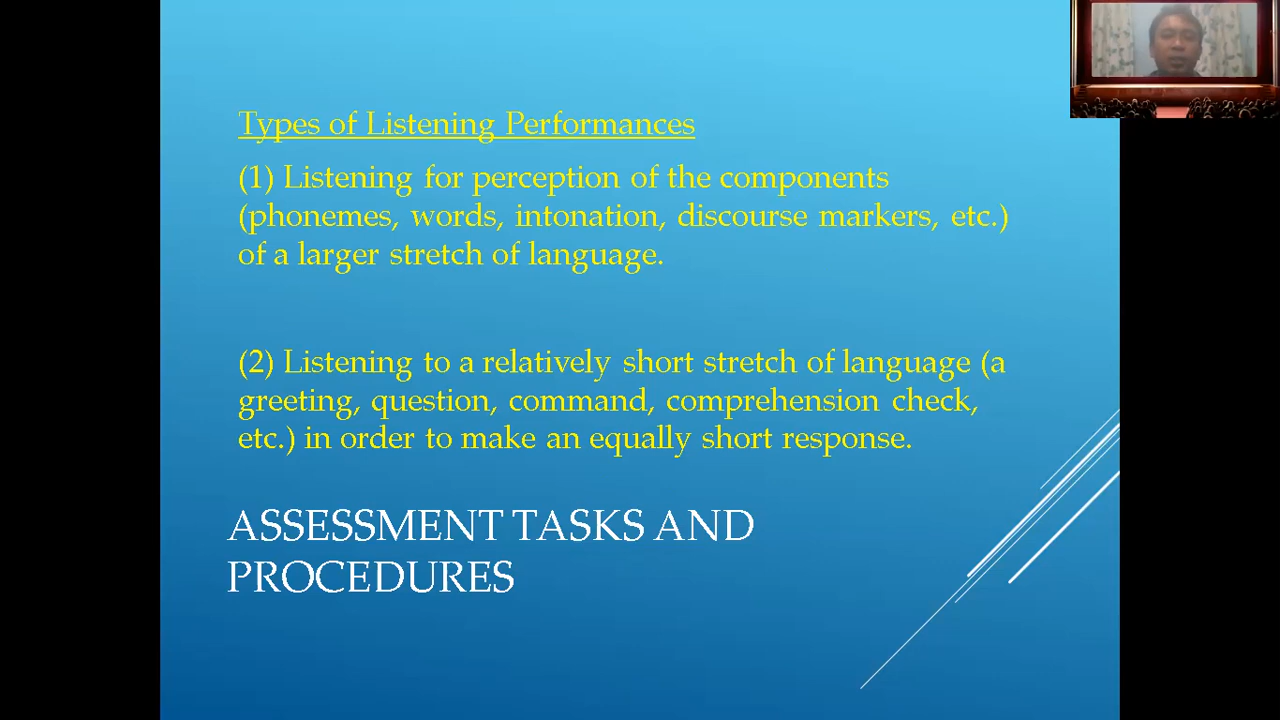 Types of Listening Performances
(1) Listening for perception of the components
(phonemes, words, intonation, discourse markers, etc.)
of a larger stretch of language.
(2) Listening to a relatively short stretch of language (a
greeting, question, command, comprehension check,
etc.) in order to make an equally short response.
ASSESSMENT TASKS AND
PROCEDURES